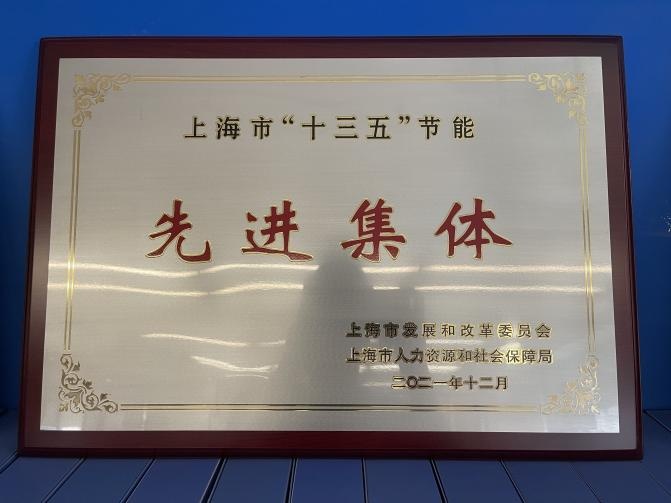 上海市“十三五”节能
先进集体
上海市发展和改革委员会
上海市人力资源和社会保障局
二〇二一年十二月